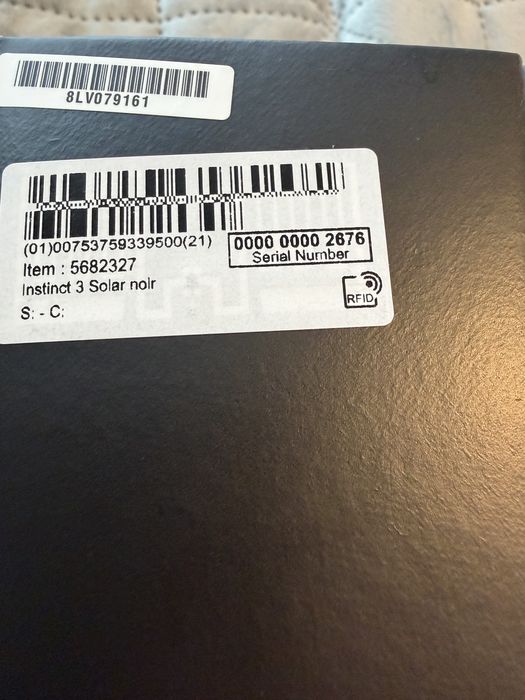 8LV079161
(01)00753759339500(21)
0000 0000 2676
Serial Number
Item : 5682327
Instinct 3 Solar noir
S: - C:
RFID